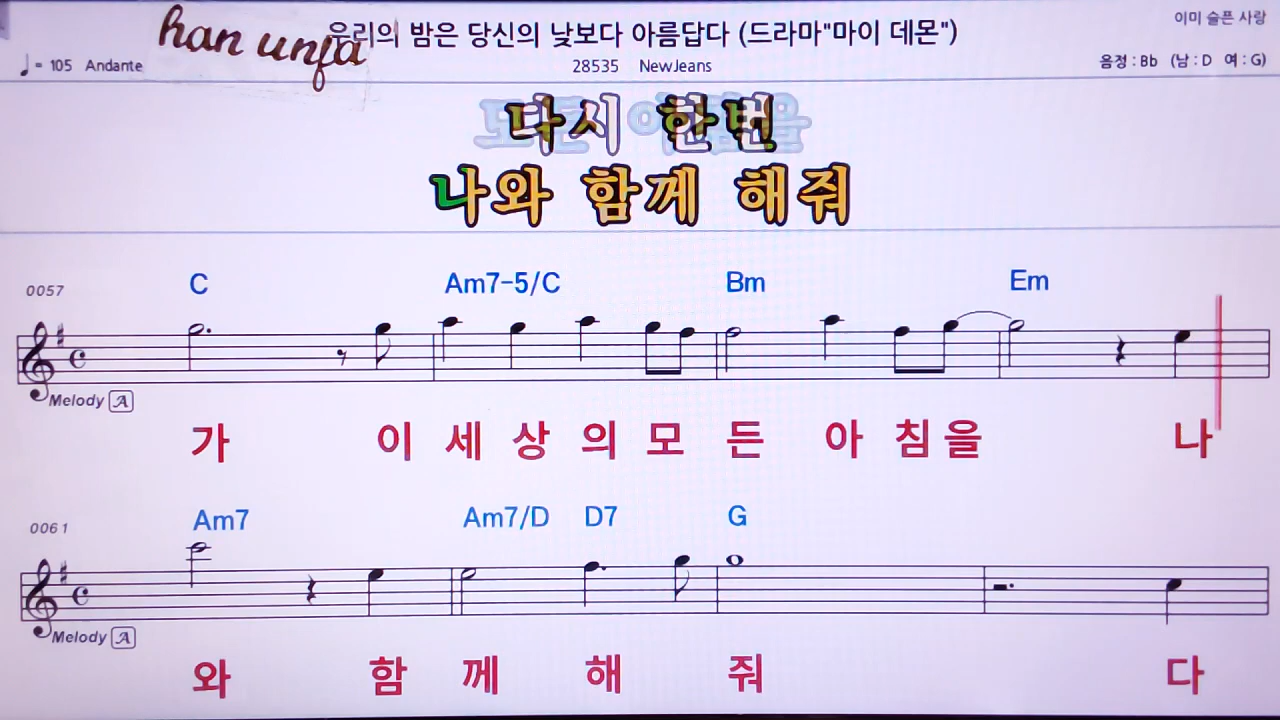 han unfa
우리의 밤은 당신의 낮보다 아름답다 (드라마"마이 데몬")
이미 슬픈 사랑
♩= 105 Andante
28535 NewJeans
음정 : Bb (남 : D 여 : G)
다시 한번
나와 함께 해줘
0057
C Am7-5/C Bm Em
Melody A
가 이 세 상 의 모 든 아 침 을 나
0061
Am7 Am7/D D7 G
Melody A
와 함 께 해 줘 다